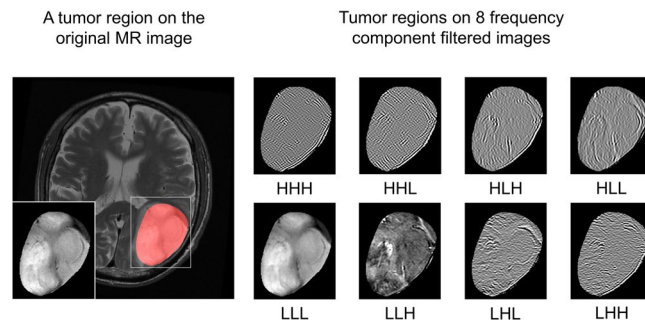 A tumor region on the
original MR image
Tumor regions on 8 frequency
component filtered images
HHH
HHL
HLH
HLL
LLL
LLH
LHL
LHH